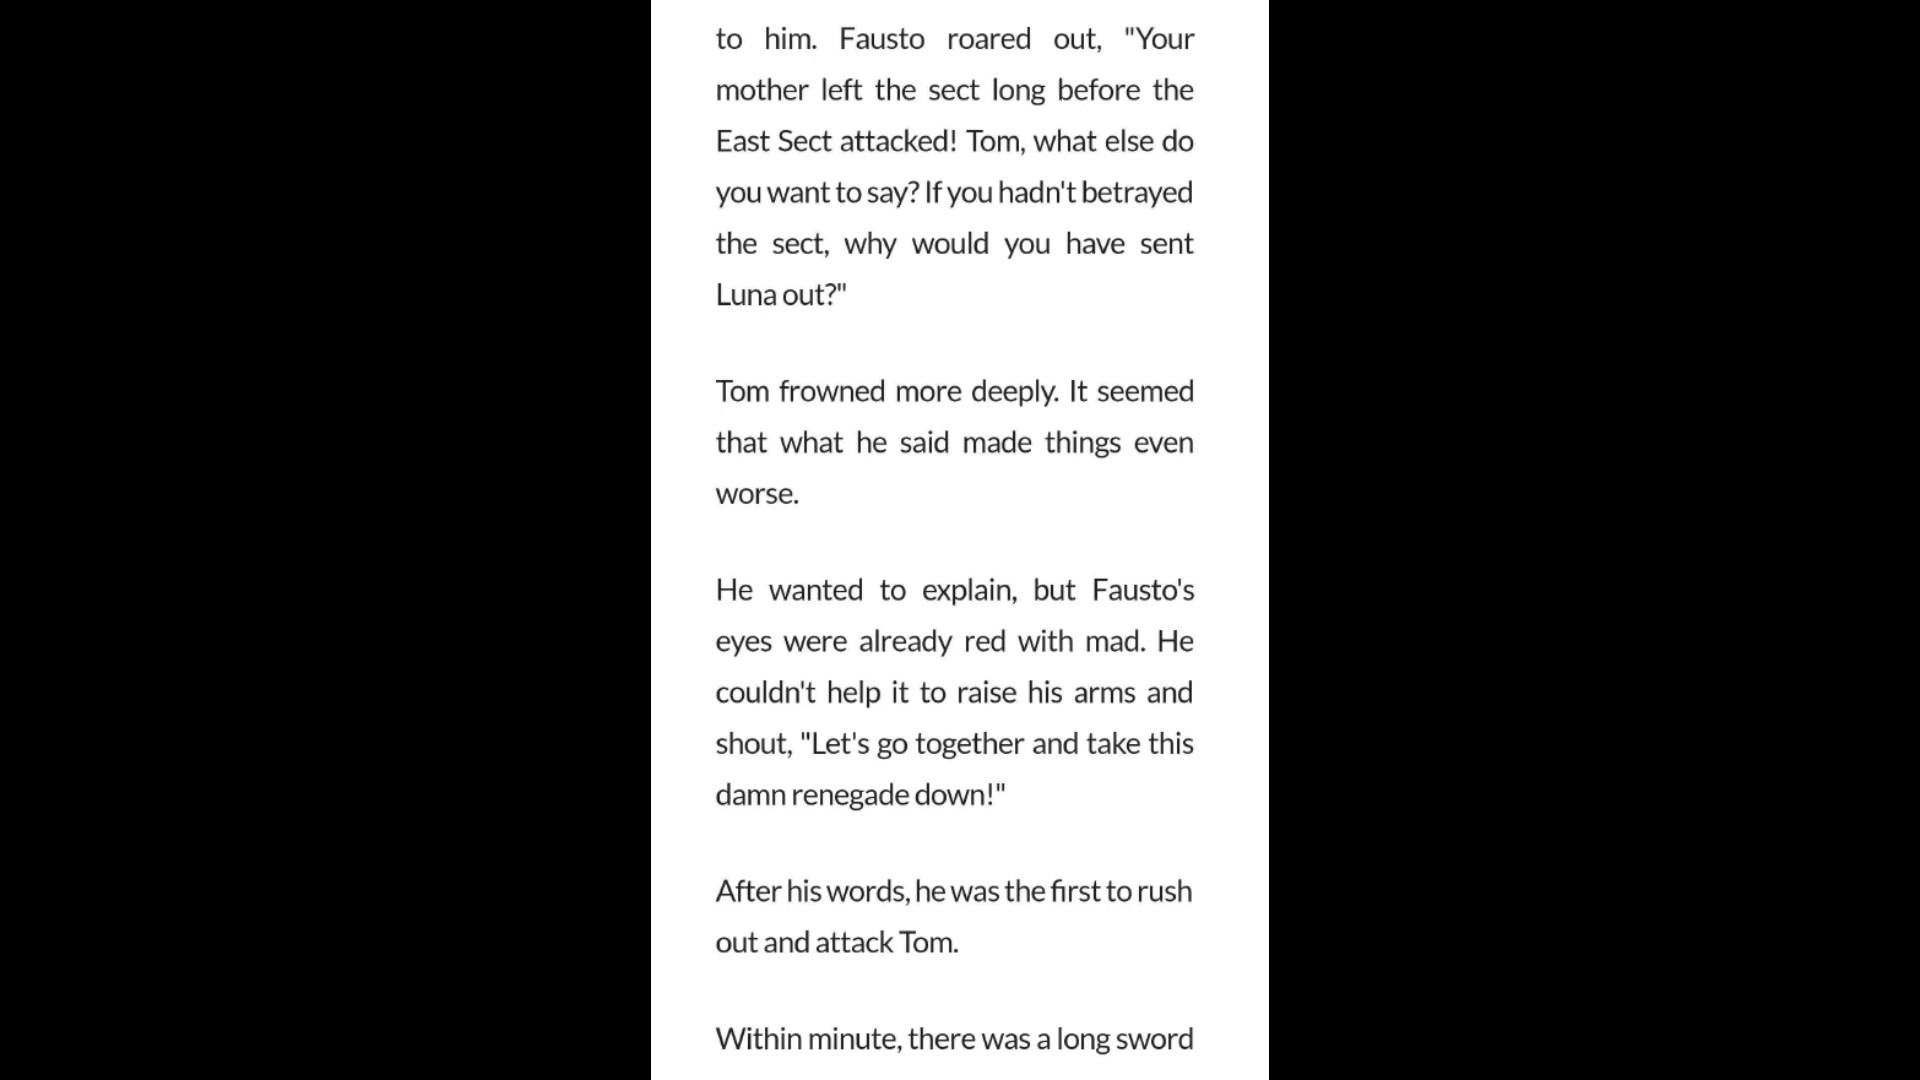 to him. Fausto roared out, "Your
mother left the sect long before the
East Sect attacked! Tom, what else do
you want to say? If you hadn't betrayed
the sect, why would you have sent
Luna out?"
Tom frowned more deeply. It seemed
that what he said made things even
worse.
He wanted to explain, but Fausto's
eyes were already red with mad. He
couldn't help it to raise his arms and
shout, "Let's go together and take this
damn renegade down!"
After his words, he was the first to rush
out and attack Tom.
Within minute, there was a long sword